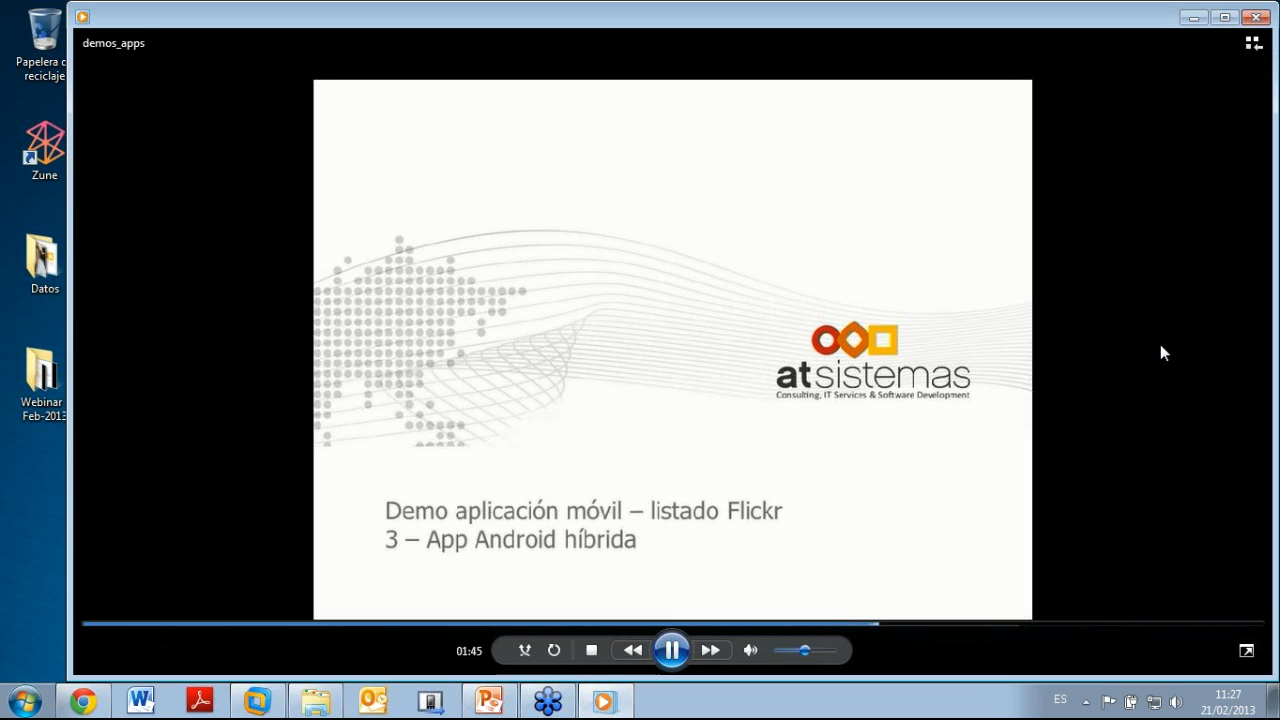 demos_apps
Papelera c
reciclaje
Zune
Datos
Webinar
Feb-2013
atsistemas
Consulting, IT Services & Software Development
Demo aplicación móvil – listado Flickr
3 – App Android híbrida
01:45
ES
11:27
21/02/2013